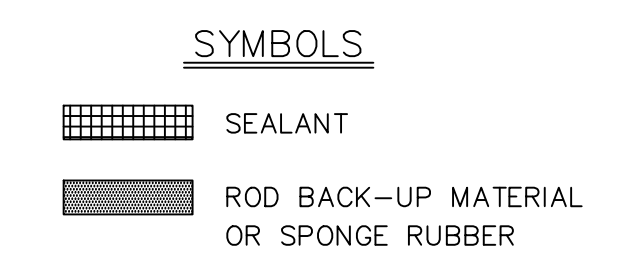 SYMBOLS
SEALANT
ROD BACK-UP MATERIAL
OR SPONGE RUBBER